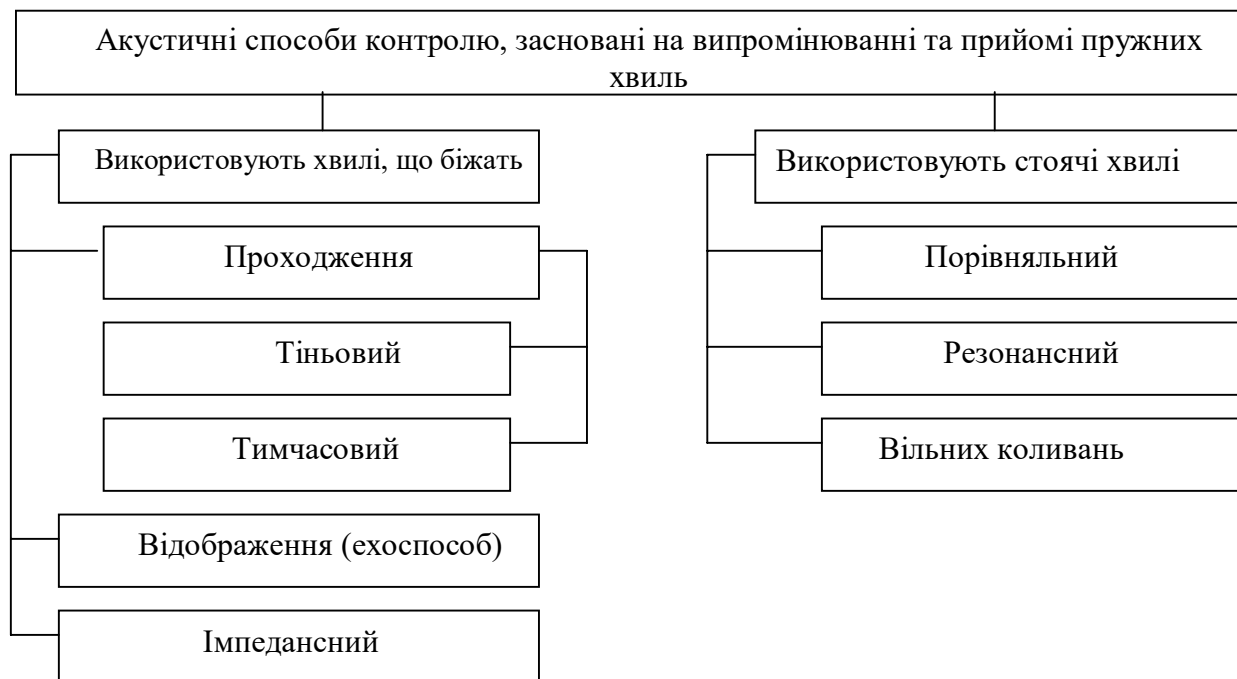 Акустичні способи контролю, засновані на випромінюванні та прийомі пружних
хвиль
Використовують хвилі, що біжать
Проходження
Тіньовий
Тимчасовий
Відображення (ехоспособ)
Імпедансний
Використовують стоячі хвилі
Порівняльний
Резонансний
Вільних коливань